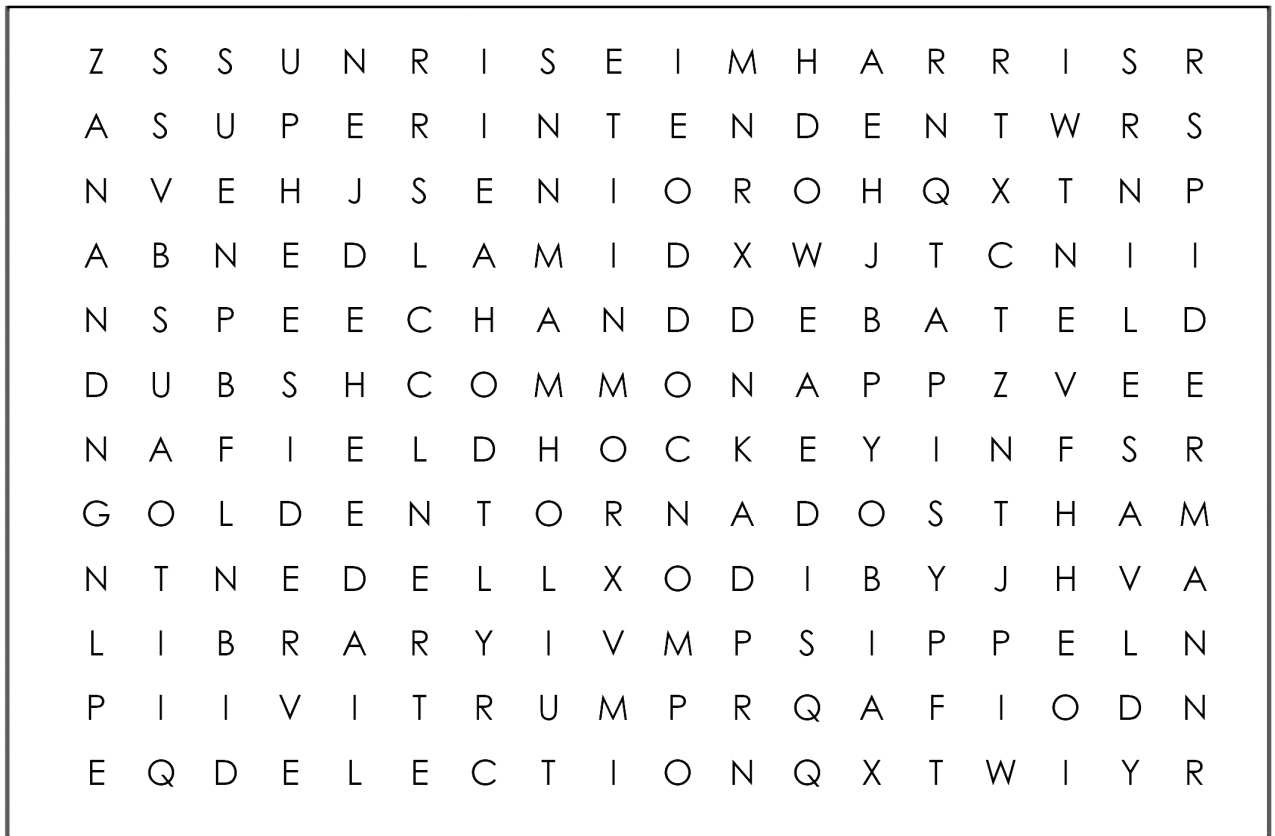 Z S S U N R I S E I M H A R R I S R
A S U P E R I N T E N D E N T W R S
N V E H J S E N I O R O H Q X T N P
A B N E D L A M I D X W J T C N I I
N S P E E C H A N D D E B A T E L D
D U B S H C O M M O N A P P Z V E E
N A F I E L D H O C K E Y I N F S R
G O L D E N T O R N A D O S T H A M
N T N E D E L L X O D I B Y J H V A
L I B R A R Y I V M P S I P P E L N
P I I V I T R U M P R Q A F I O D N
E Q D E L E C T I O N Q X T W I Y R